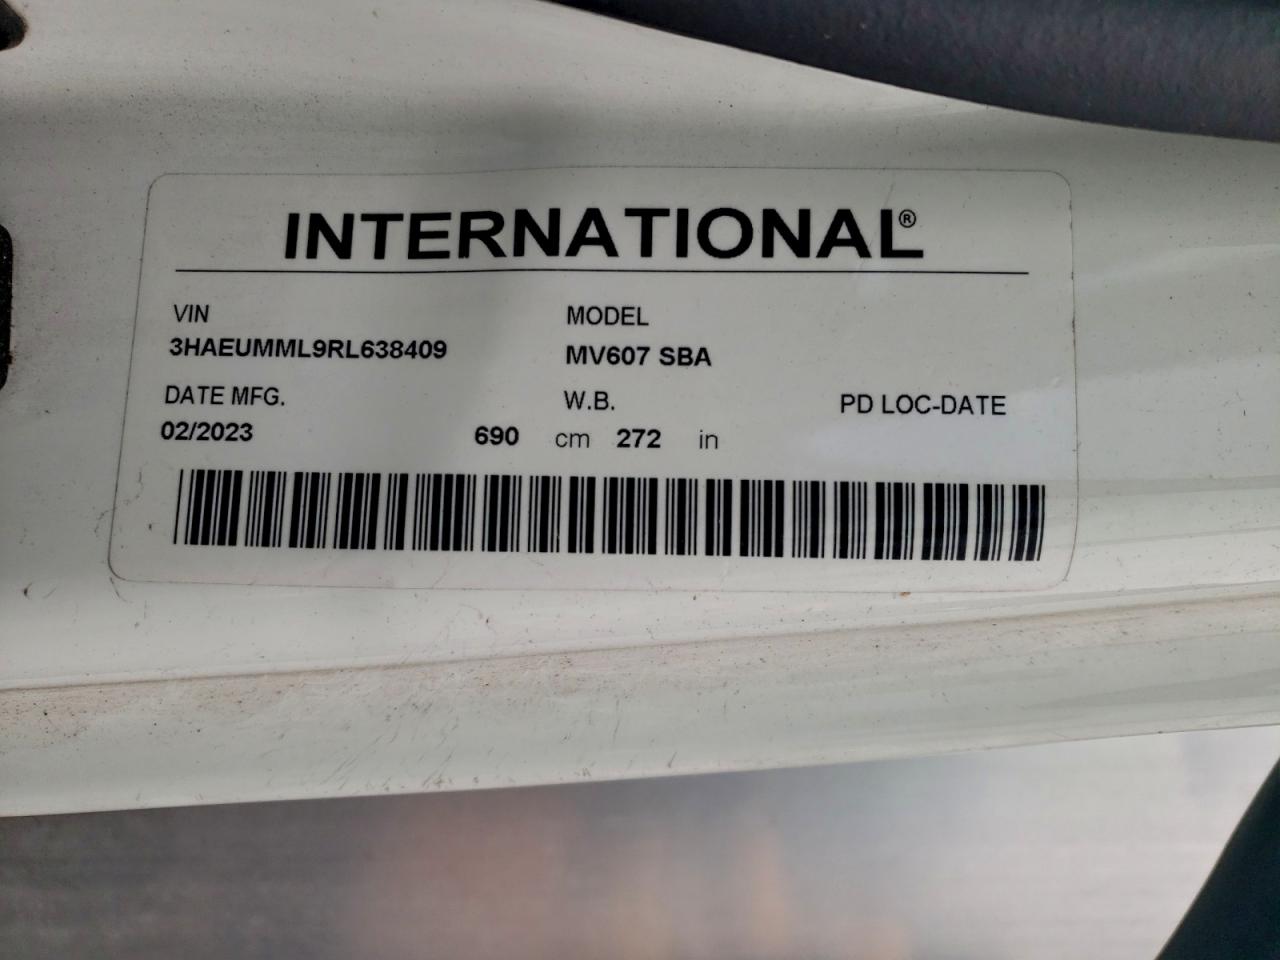 INTERNATIONAL®
VIN MODEL
3HAEUMML9RL638409 MV607 SBA
DATE MFG. W.B. PD LOC-DATE
02/2023 690 cm 272 in